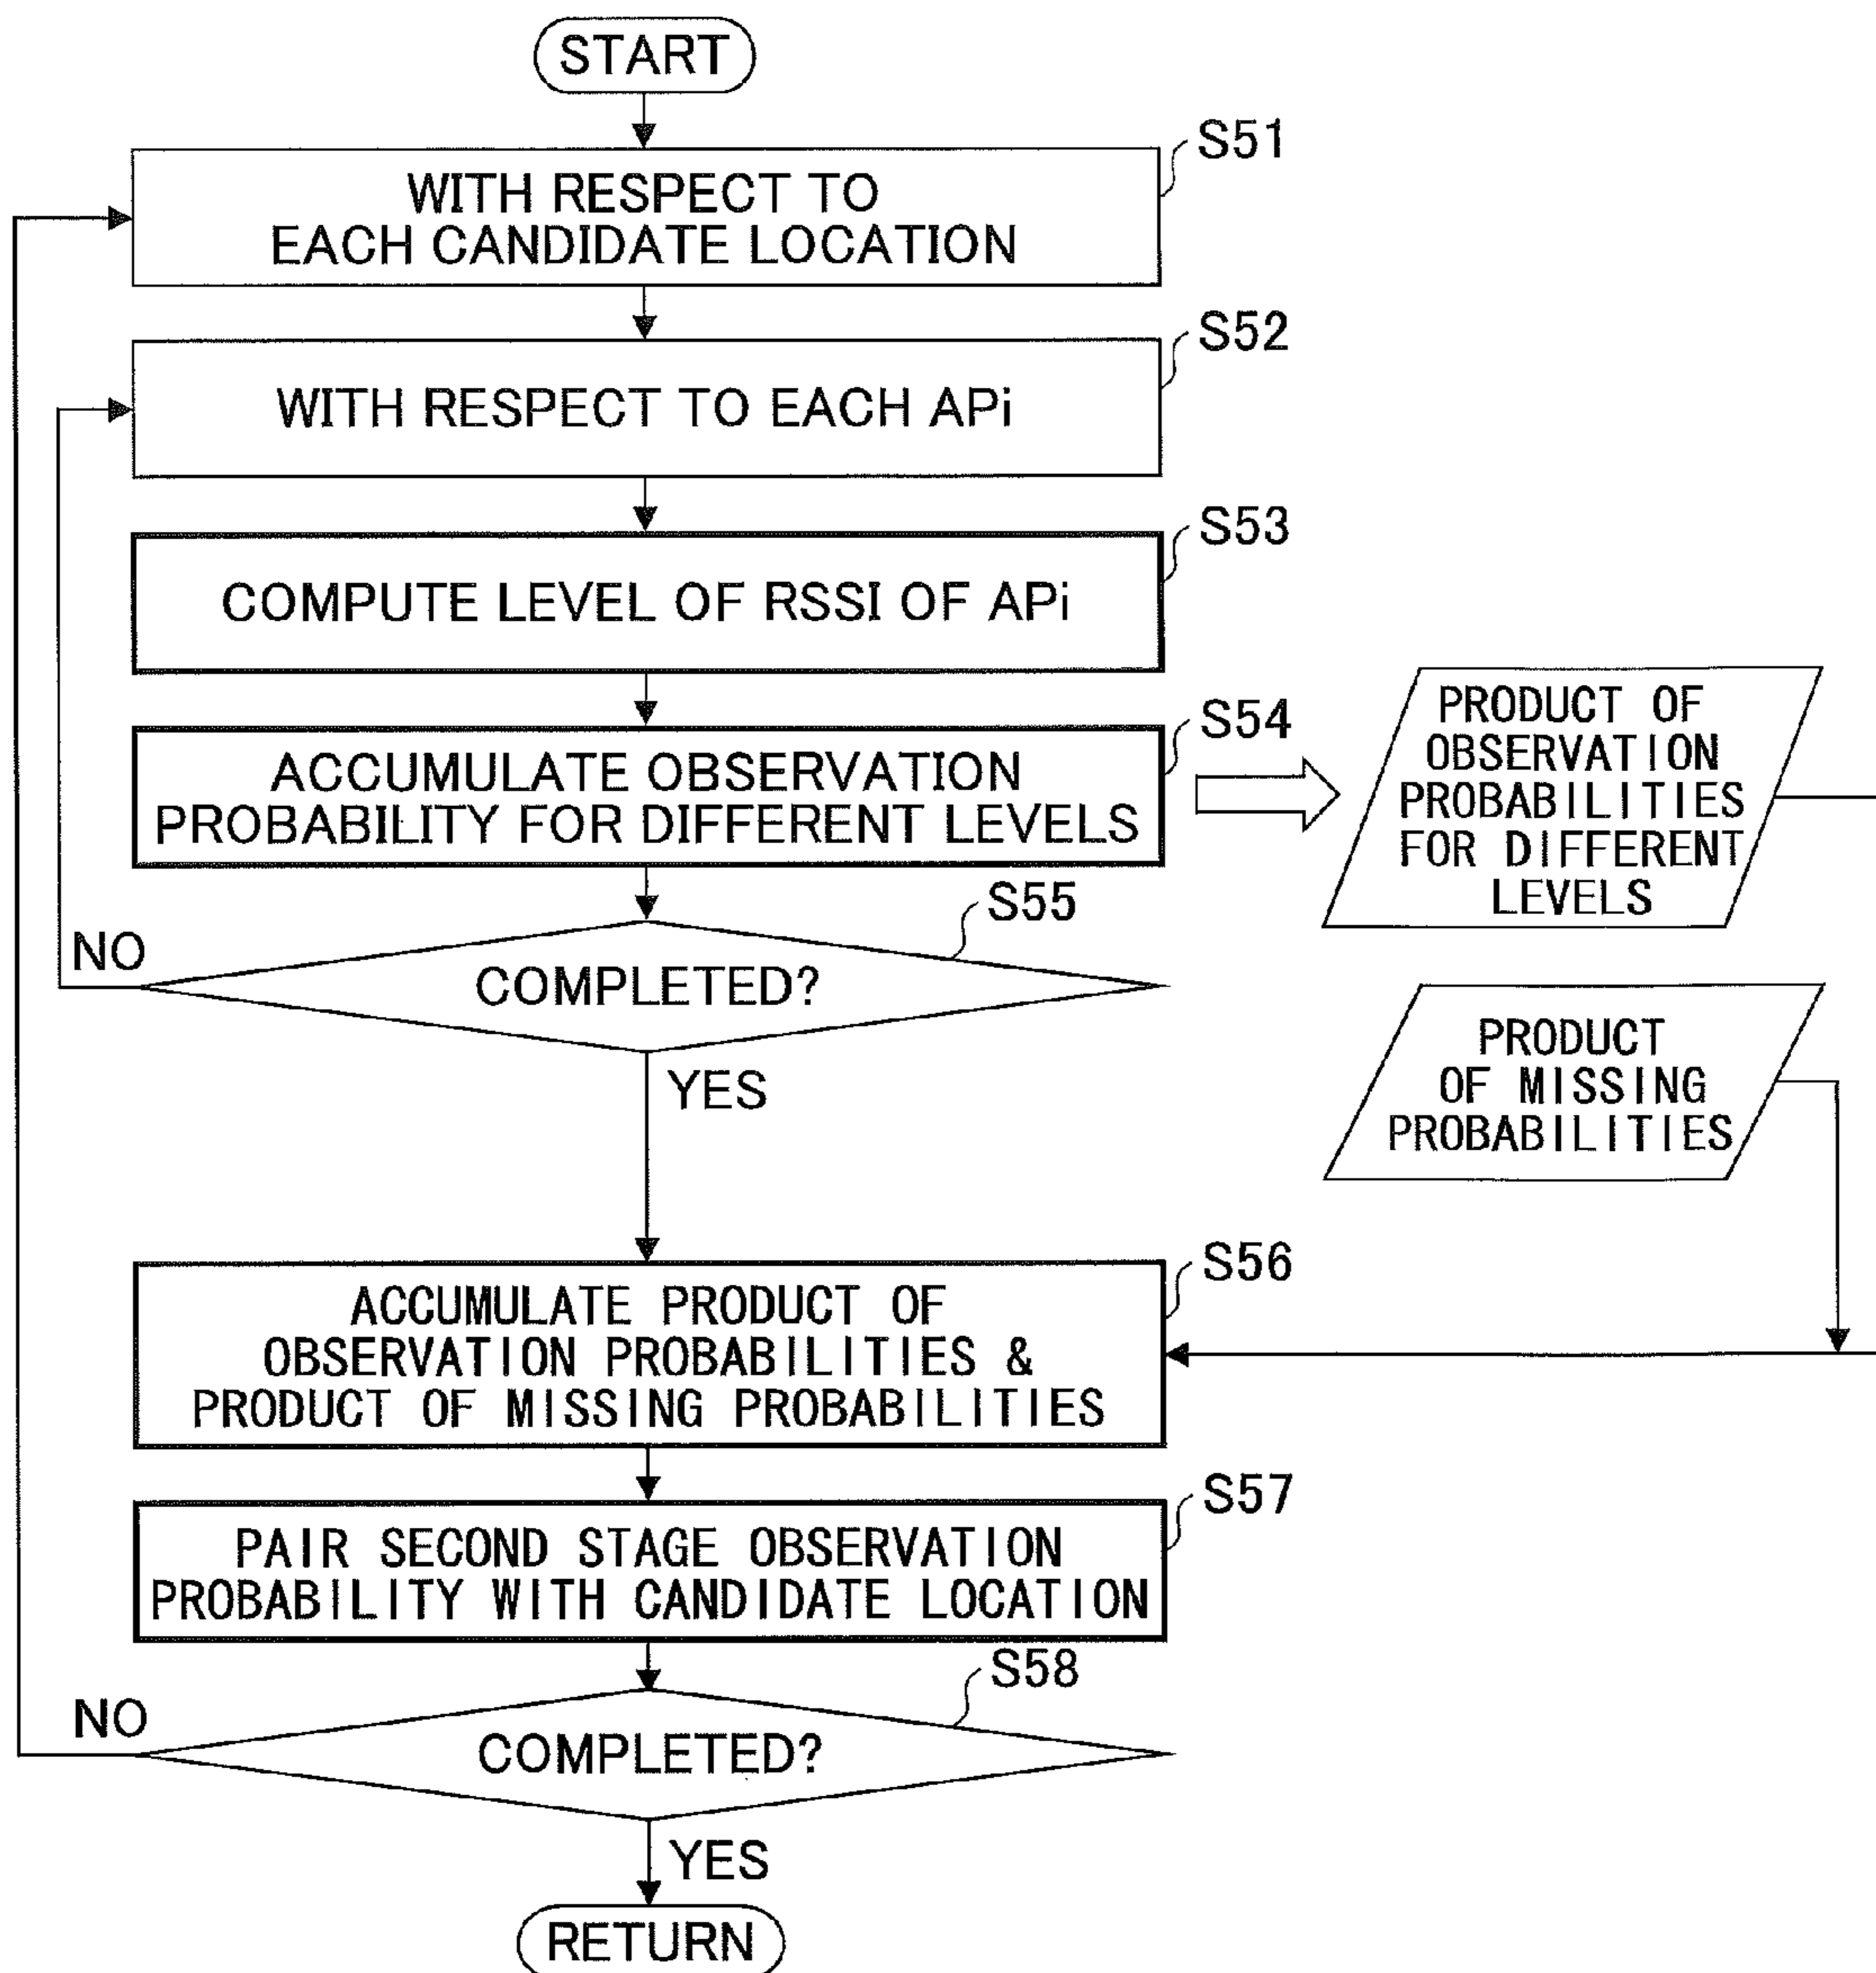 START
S51
WITH RESPECT TO
EACH CANDIDATE LOCATION
S52
WITH RESPECT TO EACH APi
S53
COMPUTE LEVEL OF RSSI OF APi
S54
ACCUMULATE OBSERVATION
PROBABILITY FOR DIFFERENT LEVELS
PRODUCT OF
OBSERVATION
PROBABILITIES
FOR DIFFERENT
LEVELS
S55
NO
COMPLETED?
YES
PRODUCT
OF MISSING
PROBABILITIES
S56
ACCUMULATE PRODUCT OF
OBSERVATION PROBABILITIES &
PRODUCT OF MISSING PROBABILITIES
S57
PAIR SECOND STAGE OBSERVATION
PROBABILITY WITH CANDIDATE LOCATION
S58
NO
COMPLETED?
YES
RETURN